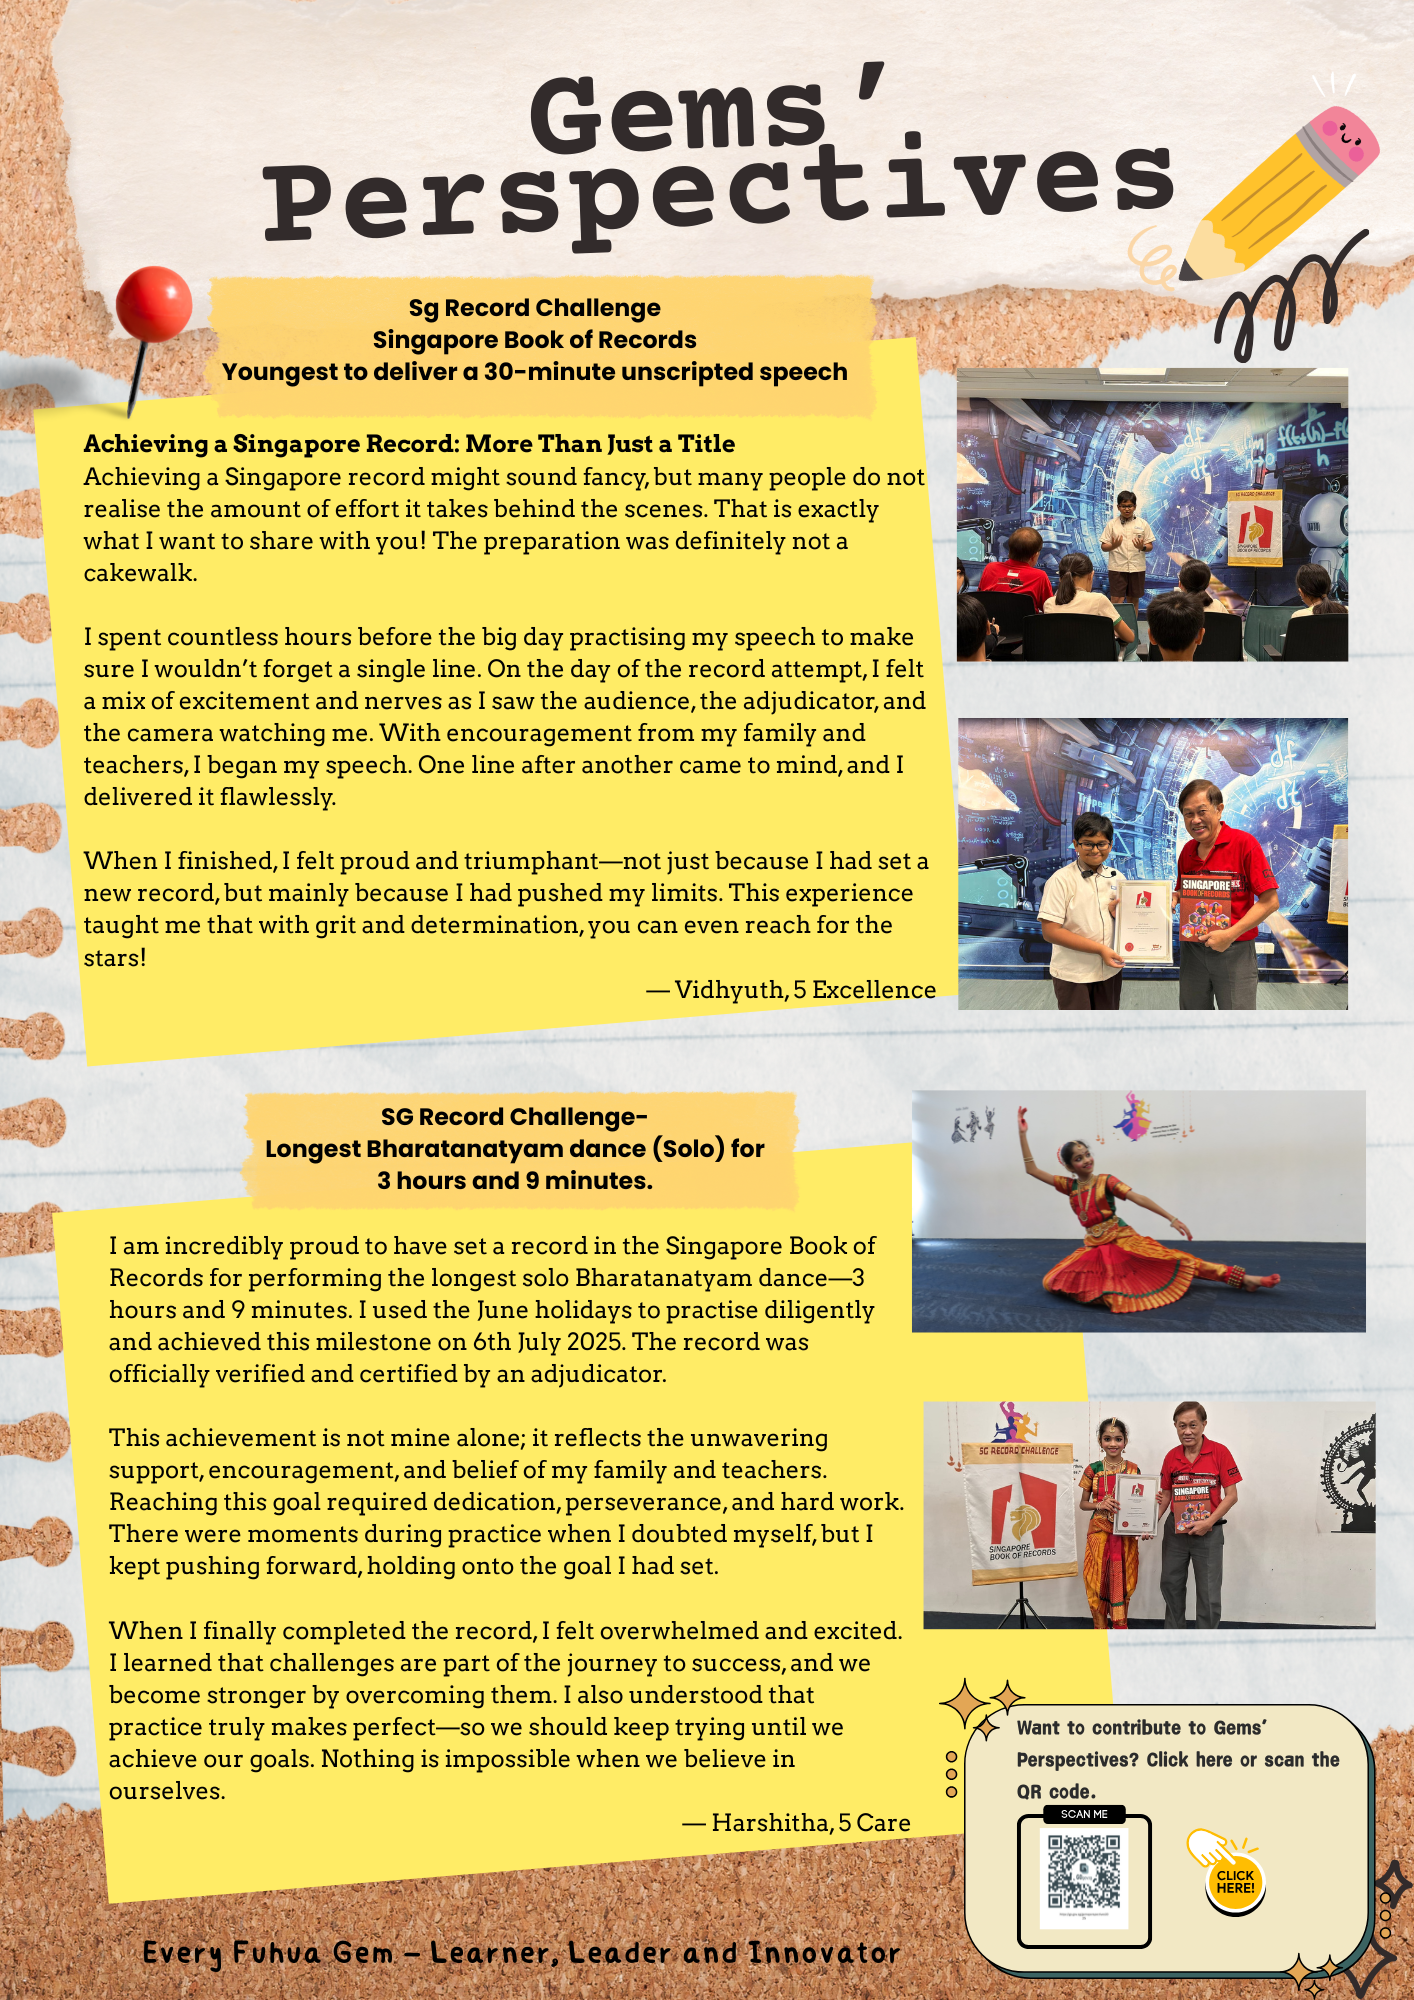 Gems'
Perspectives
Sg Record Challenge
Singapore Book of Records
Youngest to deliver a 30-minute unscripted speech
Achieving a Singapore Record: More Than Just a Title
Achieving a Singapore record might sound fancy, but many people do not
realise the amount of effort it takes behind the scenes. That is exactly
what I want to share with you! The preparation was definitely not a
cakewalk.
I spent countless hours before the big day practising my speech to make
sure I wouldn't forget a single line. On the day of the record attempt, I felt
a mix of excitement and nerves as I saw the audience, the adjudicator, and
the camera watching me. With encouragement from my family and
teachers, I began my speech. One line after another came to mind, and I
delivered it flawlessly.
When I finished, I felt proud and triumphant—not just because I had set a
new record, but mainly because I had pushed my limits. This experience
taught me that with grit and determination, you can even reach for the
stars!
— Vidhyuth, 5 Excellence
SG RECORD CHALLENGE
SINGAPORE
BOOK OF RECORDS
df
dt
SINGAPORE
BOOK OF RECORDS
SG Record Challenge-
Longest Bharatanatyam dance (Solo) for
3 hours and 9 minutes.
I am incredibly proud to have set a record in the Singapore Book of
Records for performing the longest solo Bharatanatyam dance—3
hours and 9 minutes. I used the June holidays to practise diligently
and achieved this milestone on 6th July 2025. The record was
officially verified and certified by an adjudicator.
This achievement is not mine alone; it reflects the unwavering
support, encouragement, and belief of my family and teachers.
Reaching this goal required dedication, perseverance, and hard work.
There were moments during practice when I doubted myself, but I
kept pushing forward, holding onto the goal I had set.
When I finally completed the record, I felt overwhelmed and excited.
I learned that challenges are part of the journey to success, and we
become stronger by overcoming them. I also understood that
practice truly makes perfect—so we should keep trying until we
achieve our goals. Nothing is impossible when we believe in
ourselves.
— Harshitha, 5 Care
SG RECORD CHALLENGE
SINGAPORE
BOOK OF RECORDS
SINGAPORE
BOOK OF RECORDS
Want to contribute to Gems'
Perspectives? Click here or scan the
QR code.
SCAN ME
CLICK
HERE!
Every Fuhua Gem – Learner, Leader and Innovator